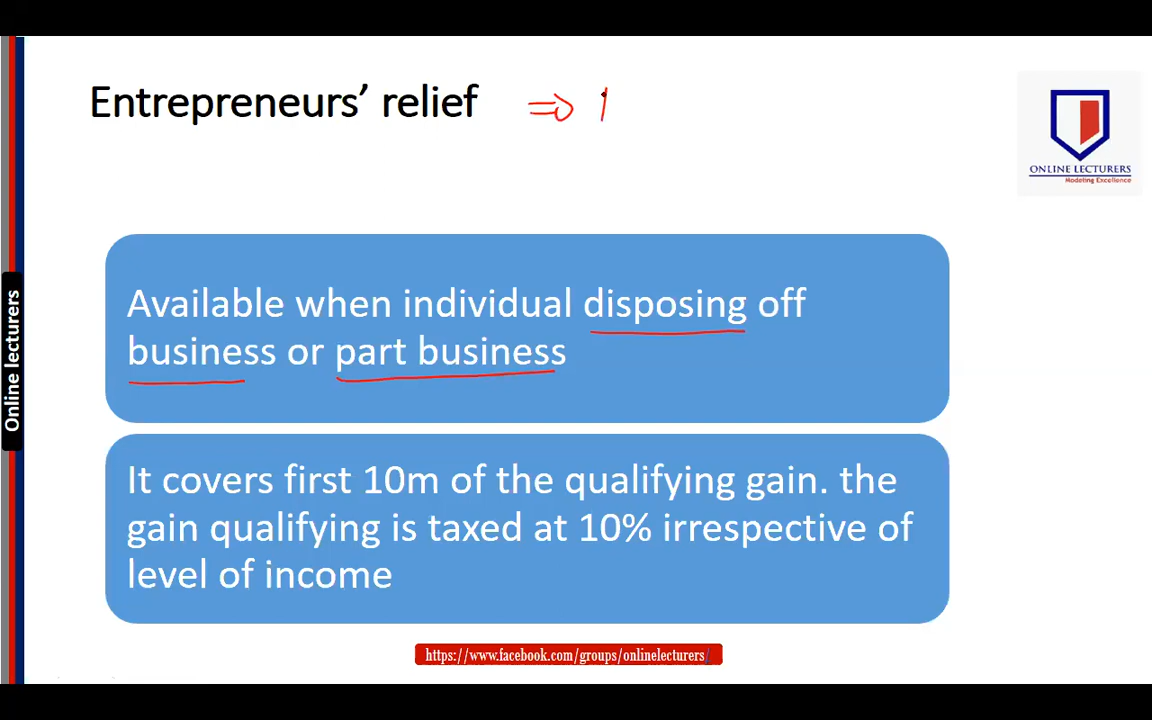 Entrepreneurs’ relief ⇒
ONLINE LECTURERS
Modeling Excellence
Available when individual disposing off
business or part business
It covers first 10m of the qualifying gain. the
gain qualifying is taxed at 10% irrespective of
level of income
Online lecturers
https://www.facebook.com/groups/onlinelecturers/